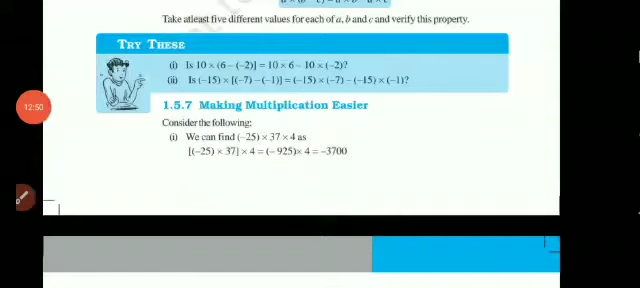 a × (b – c) = a × b – a × c
Take atleast five different values for each of a, b and c and verify this property.
TRY THESE
(i) Is 10 × [6 – (–2)] = 10 × 6 – 10 × (–2)?
(ii) Is (–15) × [(–7) – (–1)] = (–15) × (–7) – (–15) × (–1)?
12:50
1.5.7 Making Multiplication Easier
Consider the following:
(i) We can find (–25) × 37 × 4 as
[(–25) × 37] × 4 = (– 925)× 4 = –3700